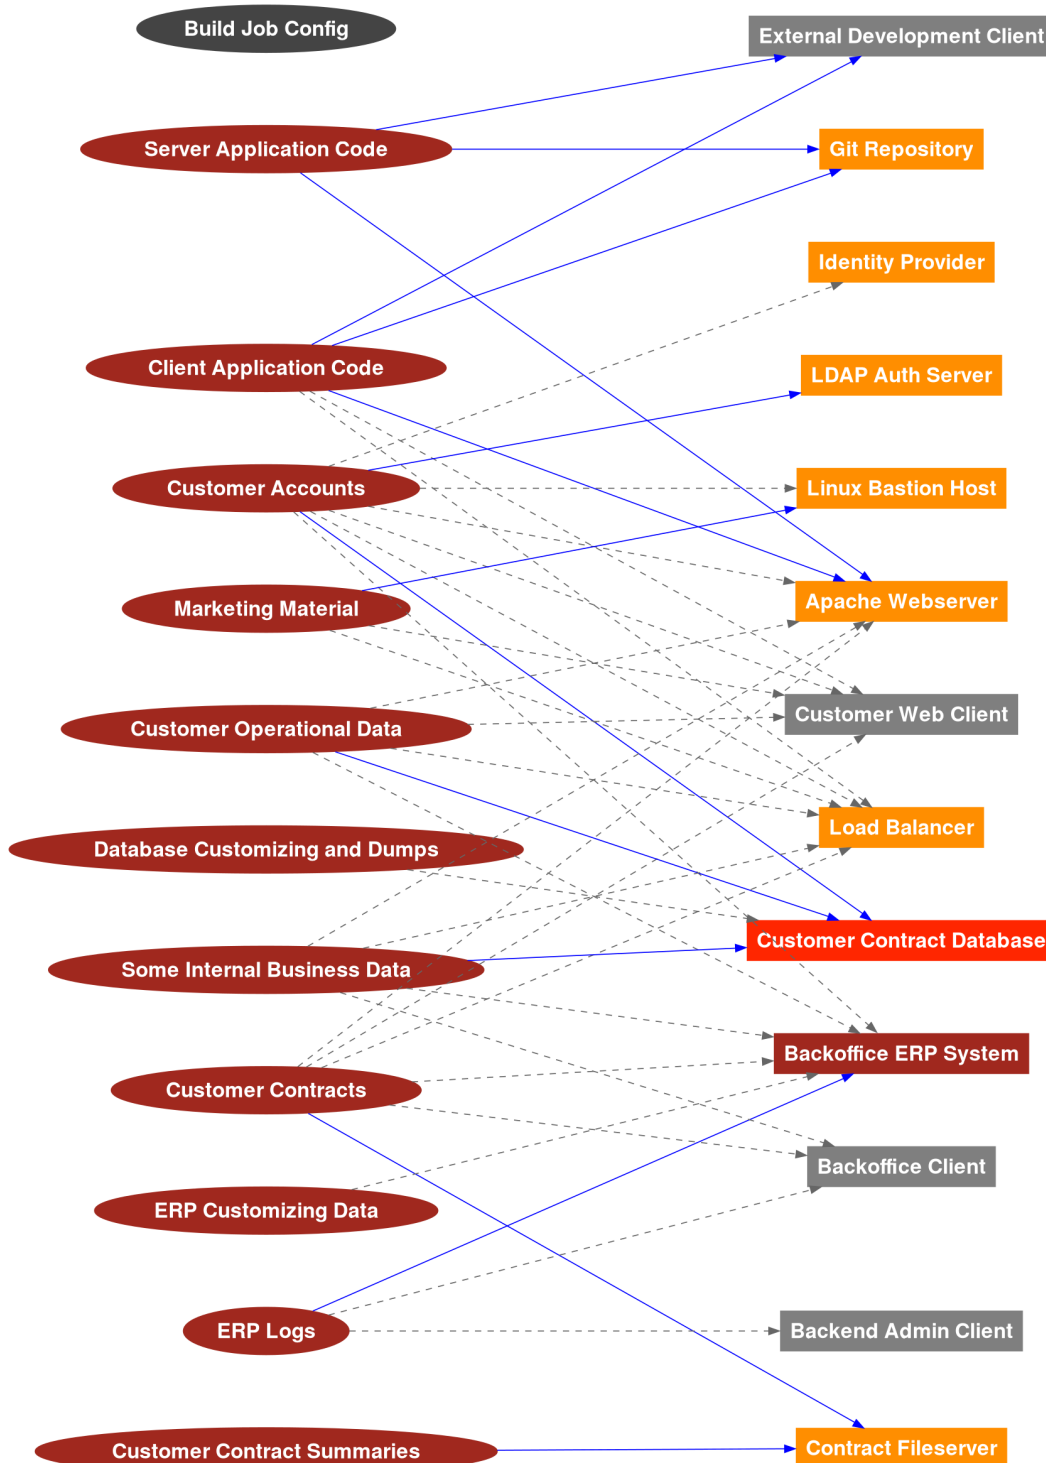 Build Job Config
External Development Client
Server Application Code
Git Repository
Identity Provider
Client Application Code
LDAP Auth Server
Customer Accounts
Linux Bastion Host
Marketing Material
Apache Webserver
Customer Operational Data
Customer Web Client
Database Customizing and Dumps
Load Balancer
Some Internal Business Data
Customer Contract Database
Customer Contracts
Backoffice ERP System
ERP Customizing Data
Backoffice Client
ERP Logs
Backend Admin Client
Customer Contract Summaries
Contract Fileserver